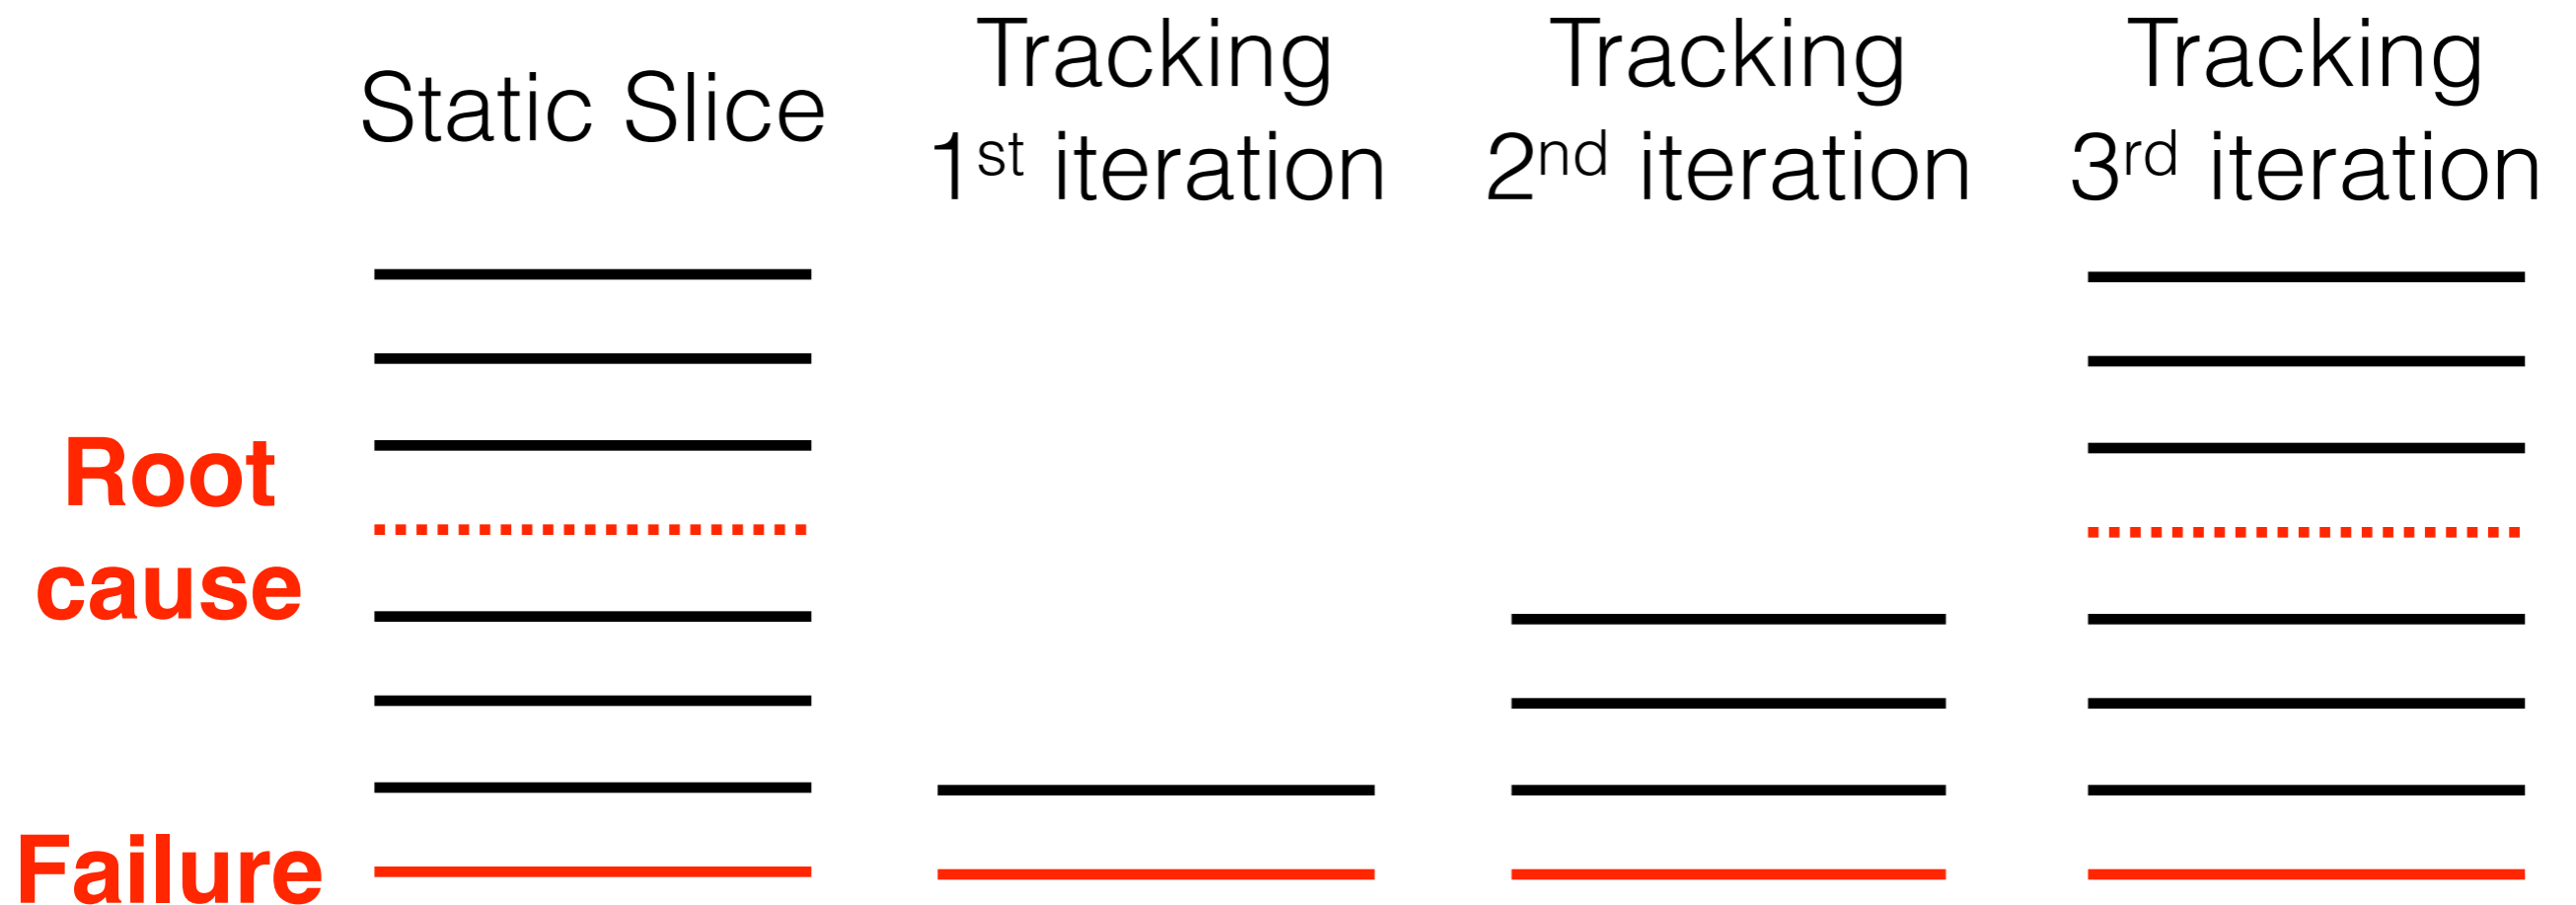 Static Slice
Tracking
1st iteration
Tracking
2nd iteration
Tracking
3rd iteration
Root
cause
Failure